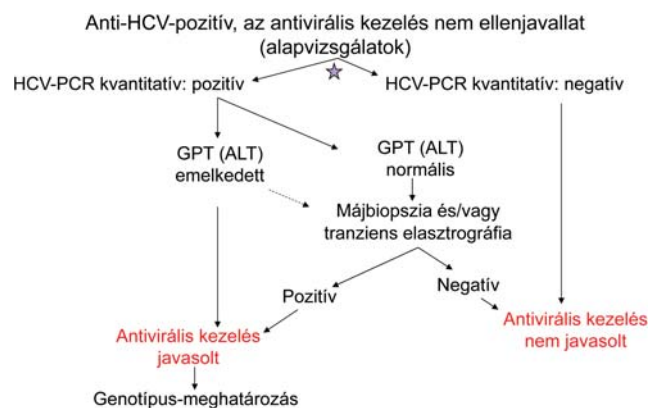 Anti-HCV-pozitív, az antivirális kezelés nem ellenjavallat
(alapvizsgálatok)
HCV-PCR kvantitatív: pozitív
HCV-PCR kvantitatív: negatív
GPT (ALT)
emelkedett
GPT (ALT)
normális
Májbiopszia és/vagy
tranziens elasztrográfia
Pozitív
Negatív
Antivirális kezelés
javasolt
Antivirális kezelés
nem javasolt
Genotípus-meghatározás